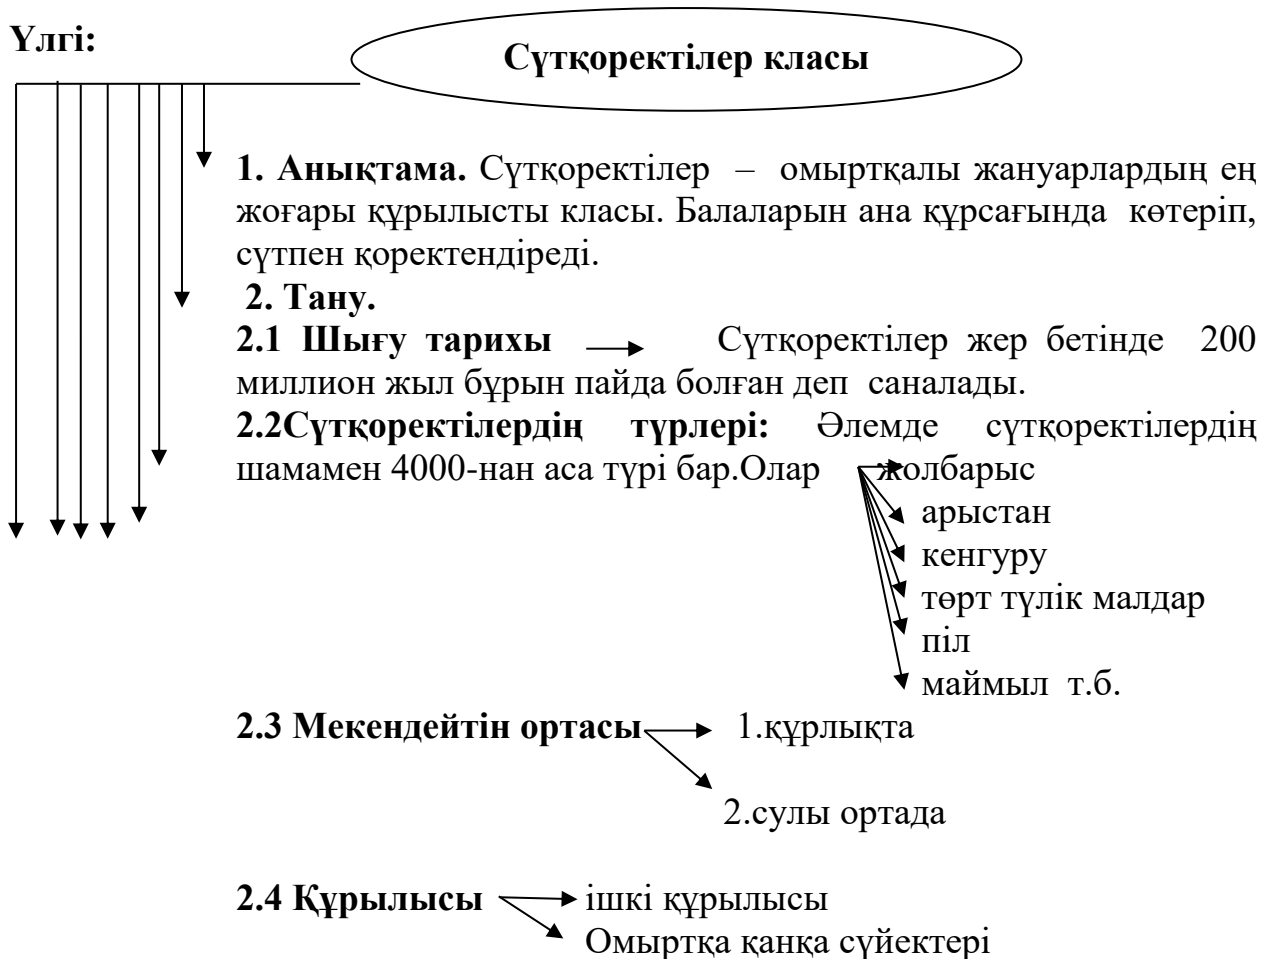 Үлгі:
Сүтқоректілер класы
1. Анықтама. Сүтқоректілер – омыртқалы жануарлардың ең
жоғары құрылысты класы. Балаларын ана құрсағында көтеріп,
сүтпен қоректендіреді.
2. Тану.
2.1 Шығу тарихы Сүтқоректілер жер бетінде 200
миллион жыл бұрын пайда болған деп саналады.
2.2Сүтқоректілердің түрлері: Әлемде сүтқоректілердің
шамамен 4000-нан аса түрі бар.Олар жолбарыс
арыстан
кенгуру
төрт түлік малдар
піл
маймыл т.б.
2.3 Мекендейтін ортасы 1.құрлықта
2.сулы ортада
2.4 Құрылысы ішкі құрылысы
Омыртқа қанқа сүйектері